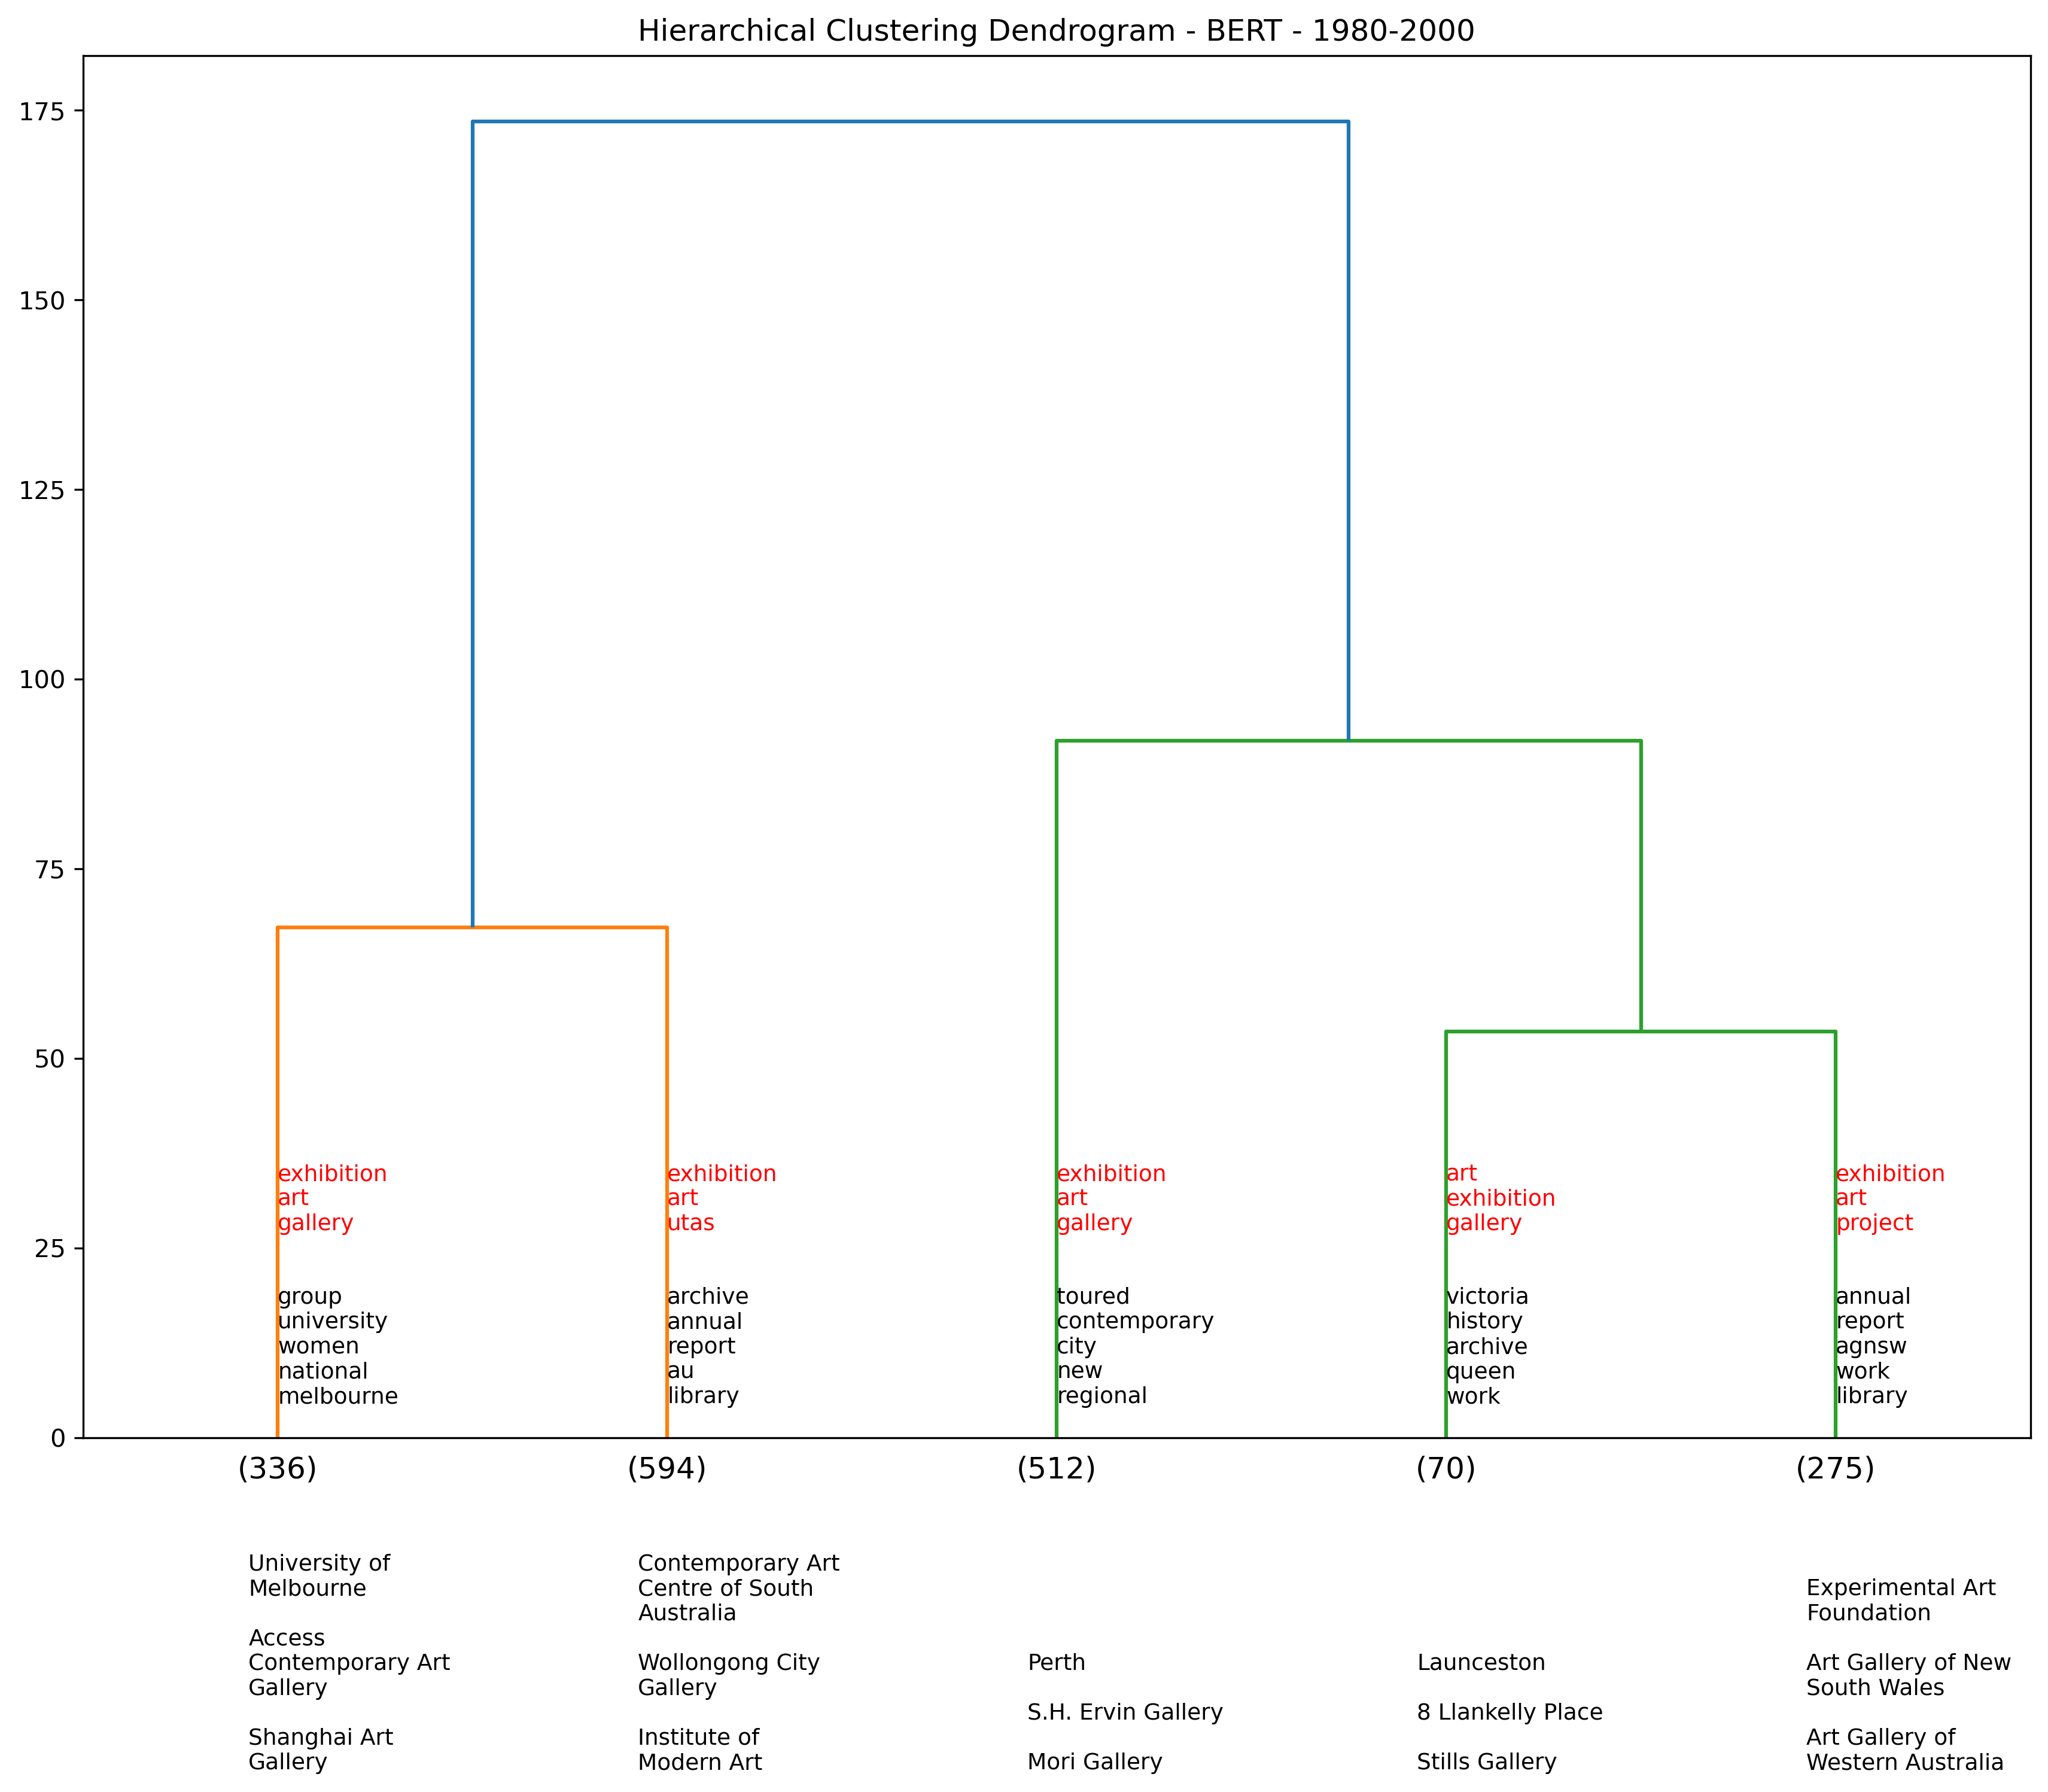 Hierarchical Clustering Dendrogram - BERT - 1980-2000
175
150
125
100
75
50
25
0
exhibition
art
gallery
group
university
women
national
melbourne
exhibition
art
utas
archive
annual
report
au
library
exhibition
art
gallery
toured
contemporary
city
new
regional
art
exhibition
gallery
victoria
history
archive
queen
work
exhibition
art
project
annual
report
agnsw
work
library
(336)
(594)
(512)
(70)
(275)
University of
Melbourne
Access
Contemporary Art
Gallery
Shanghai Art
Gallery
Contemporary Art
Centre of South
Australia
Wollongong City
Gallery
Institute of
Modern Art
Perth
S.H. Ervin Gallery
Mori Gallery
Launceston
8 Llankelly Place
Stills Gallery
Experimental Art
Foundation
Art Gallery of New
South Wales
Art Gallery of
Western Australia